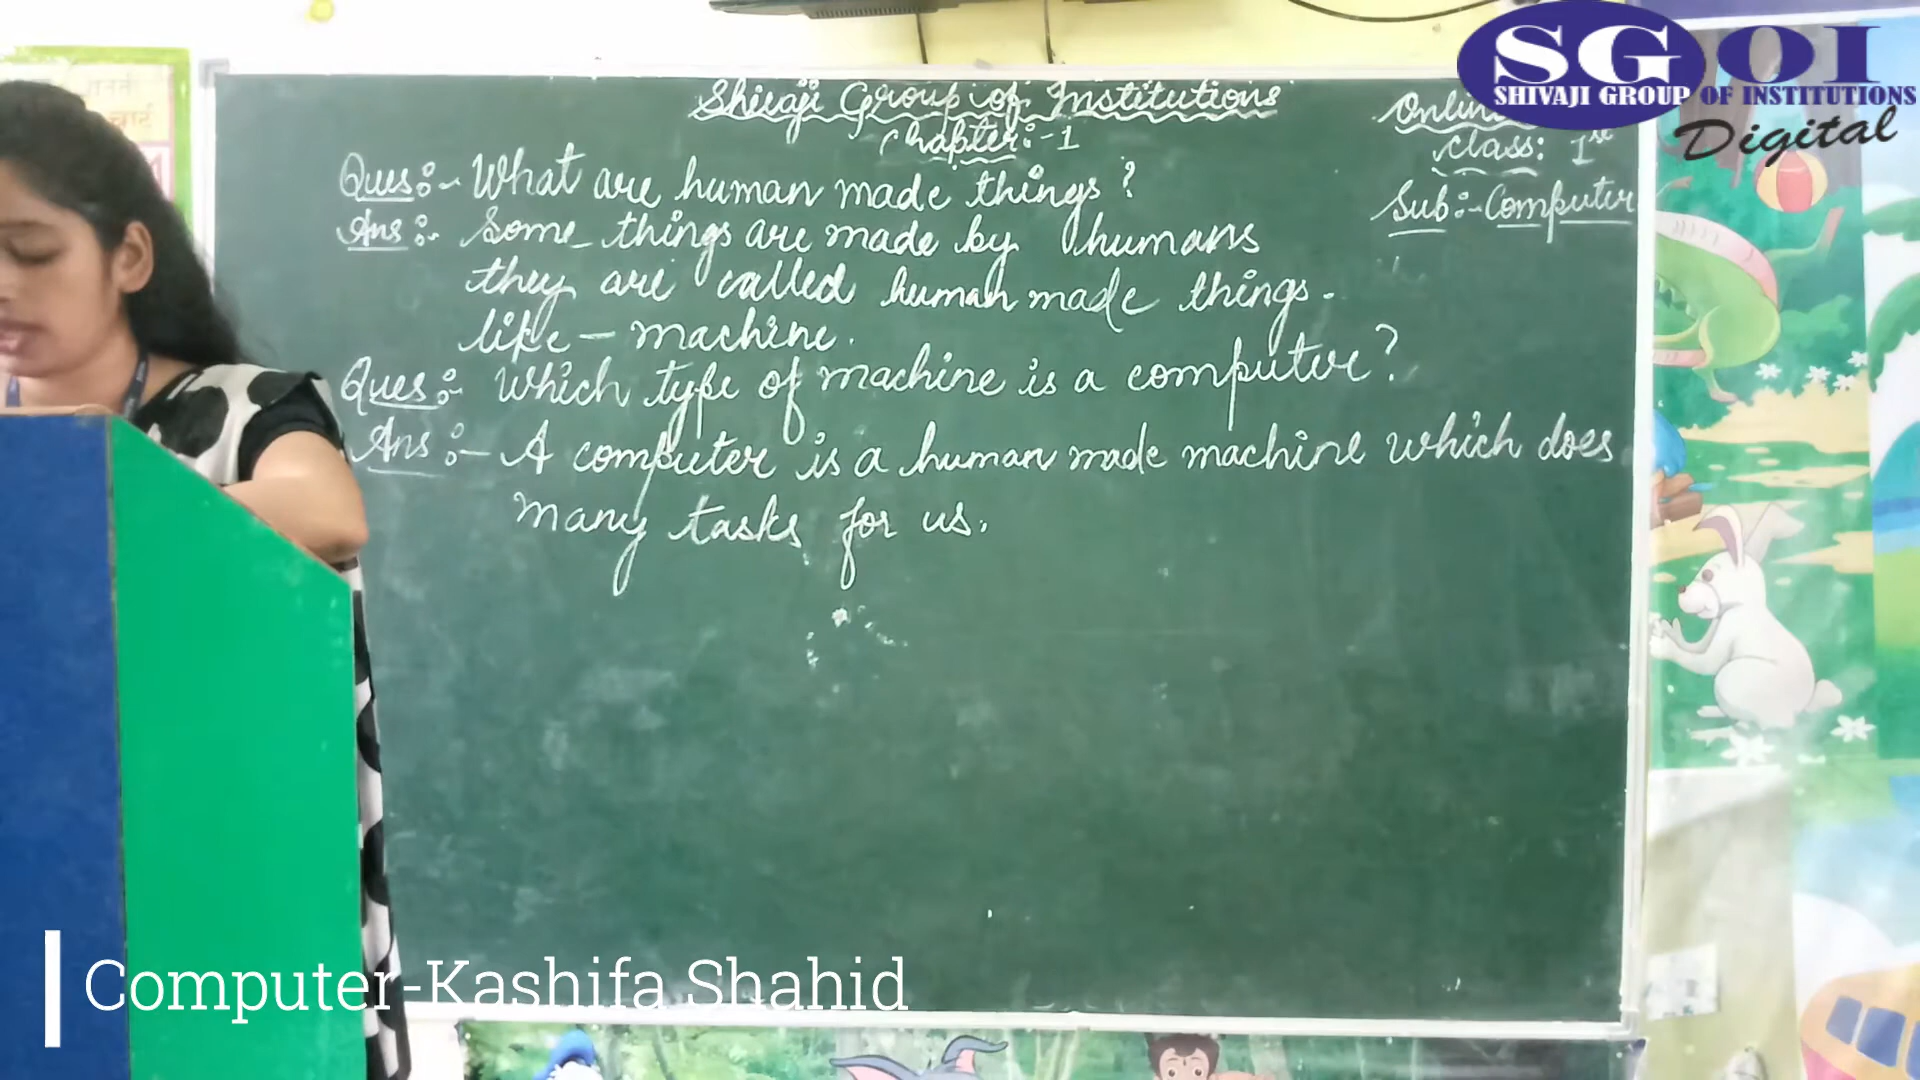 Shivaji Group of Institutions
Chapter:-1
Ques:- What are human made things?
Ans:- Some things are made by humans
they are called human made things.
like - machine.
Ques:- Which type of machine is a computer?
Ans:- A computer is a human made machine which does
many tasks for us.
class: 1st
Sub:- Computer
SGOI
SHIVAJI GROUP OF INSTITUTIONS
Digital
Computer-Kashifa Shahid